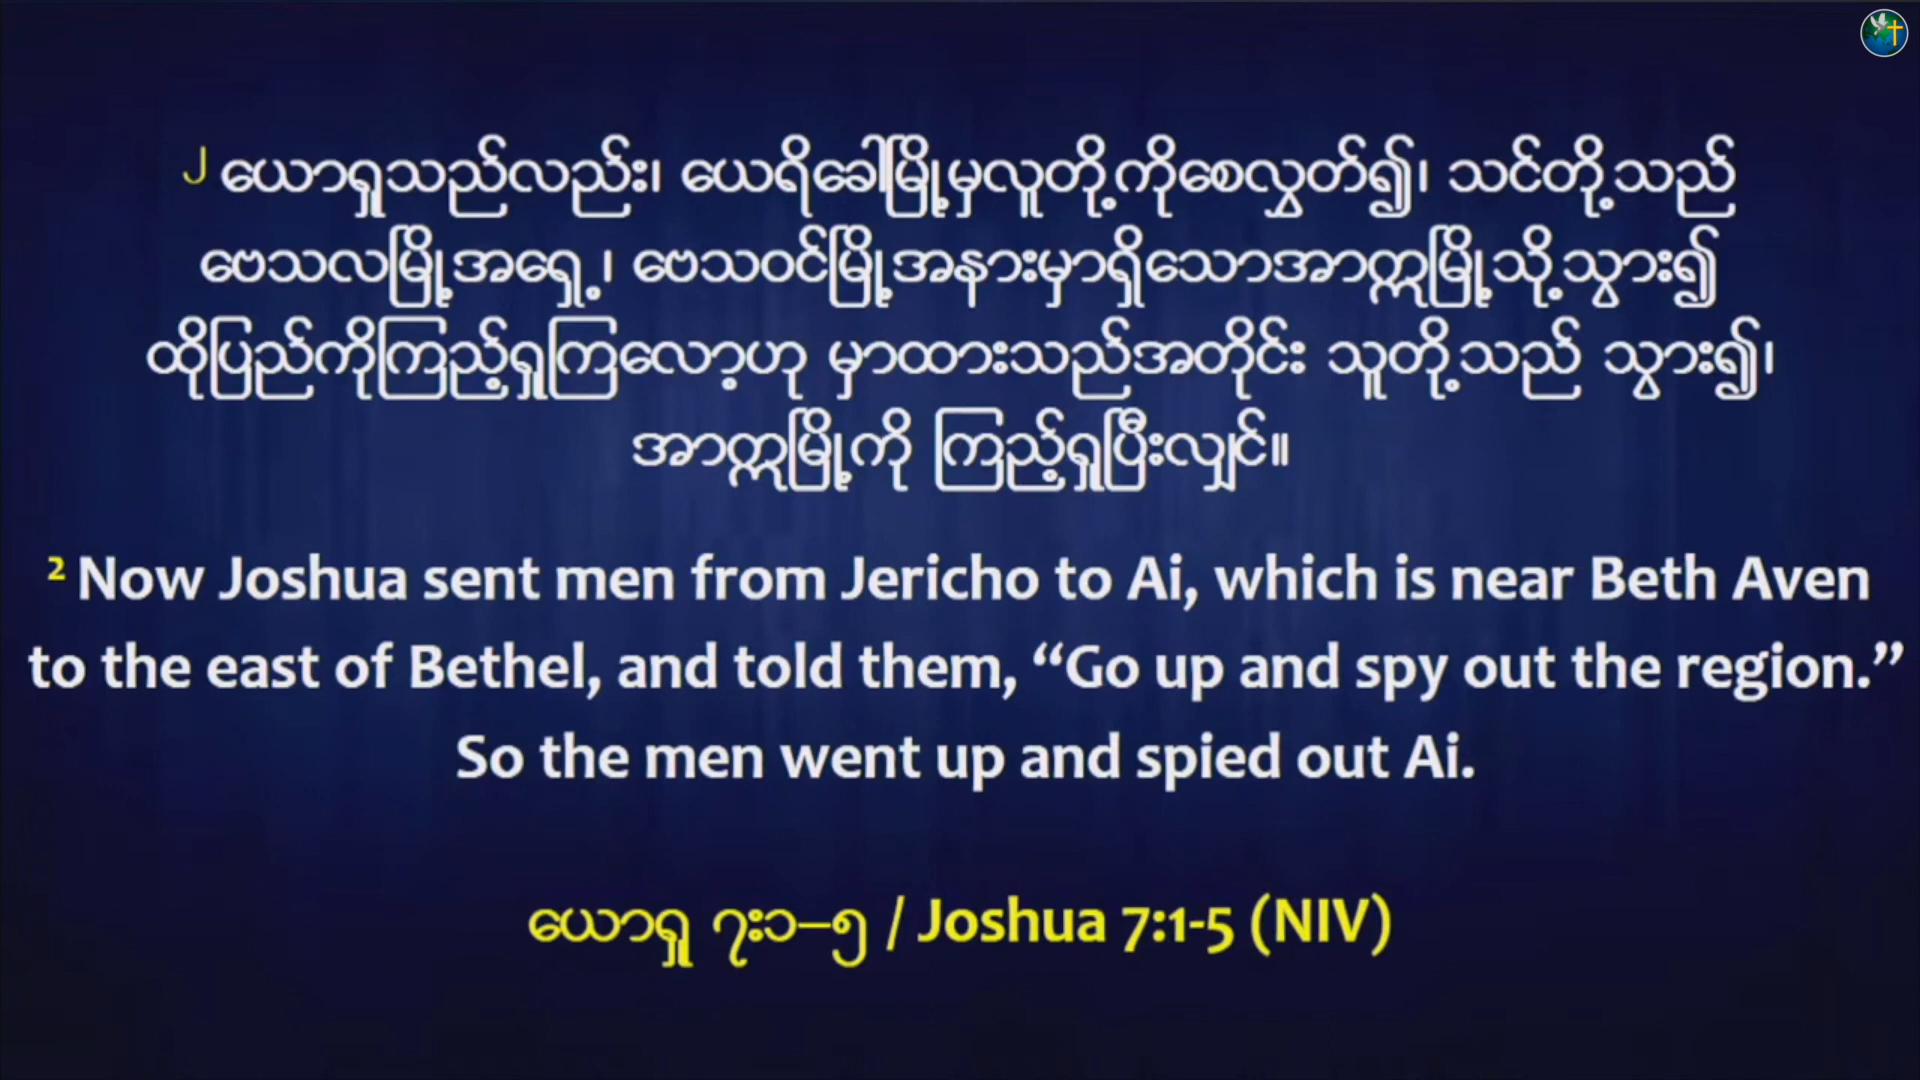 ၂ ယောရှုသည်လည်း၊ ယေရိခေါမြို့မှလူတို့ကိုစေလွှတ်၍၊ သင်တို့သည်
ဗေသလမြို့အရှေ့၊ ဗေသဝင်မြို့အနားမှာရှိသောအာဣမြို့သို့သွား၍
ထိုပြည်ကိုကြည့်ရှုကြလော့ဟု မှာထားသည်အတိုင်း သူတို့သည် သွား၍၊
အာဣမြို့ကို ကြည့်ရှုပြီးလျှင်။
² Now Joshua sent men from Jericho to Ai, which is near Beth Aven
to the east of Bethel, and told them, “Go up and spy out the region.”
So the men went up and spied out Ai.
ယောရှု ၇း၁–၅ / Joshua 7:1-5 (NIV)